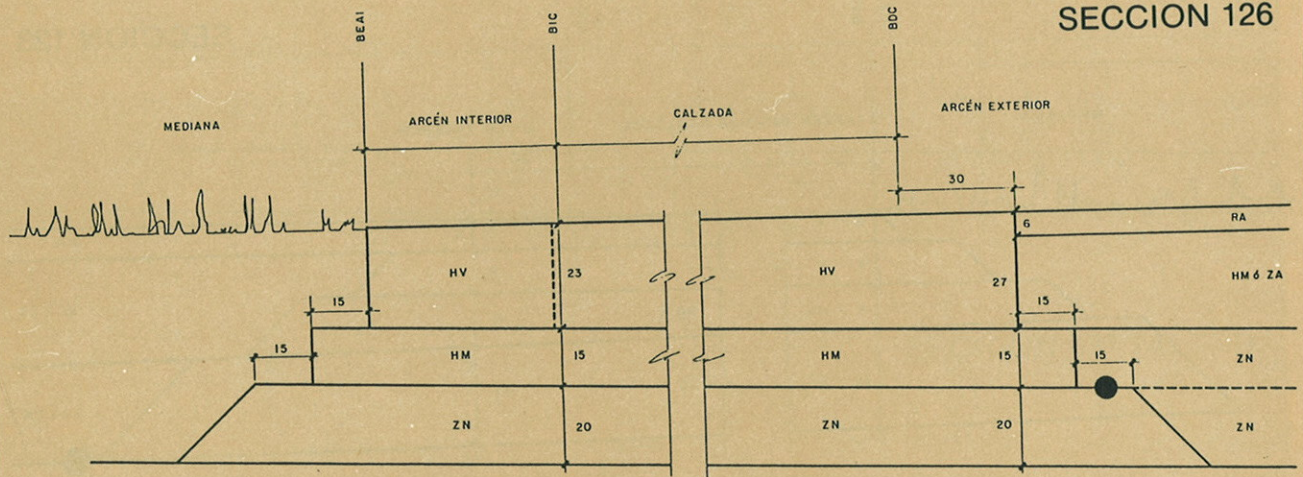 SECCION 126
BEAI
BIC
BDC
MEDIANA
ARCÉN INTERIOR
CALZADA
ARCÉN EXTERIOR
30
6
RA
HV
23
HV
27
HM ó ZA
15
15
15
HM
15
HM
15
15
ZN
ZN
20
ZN
20
ZN